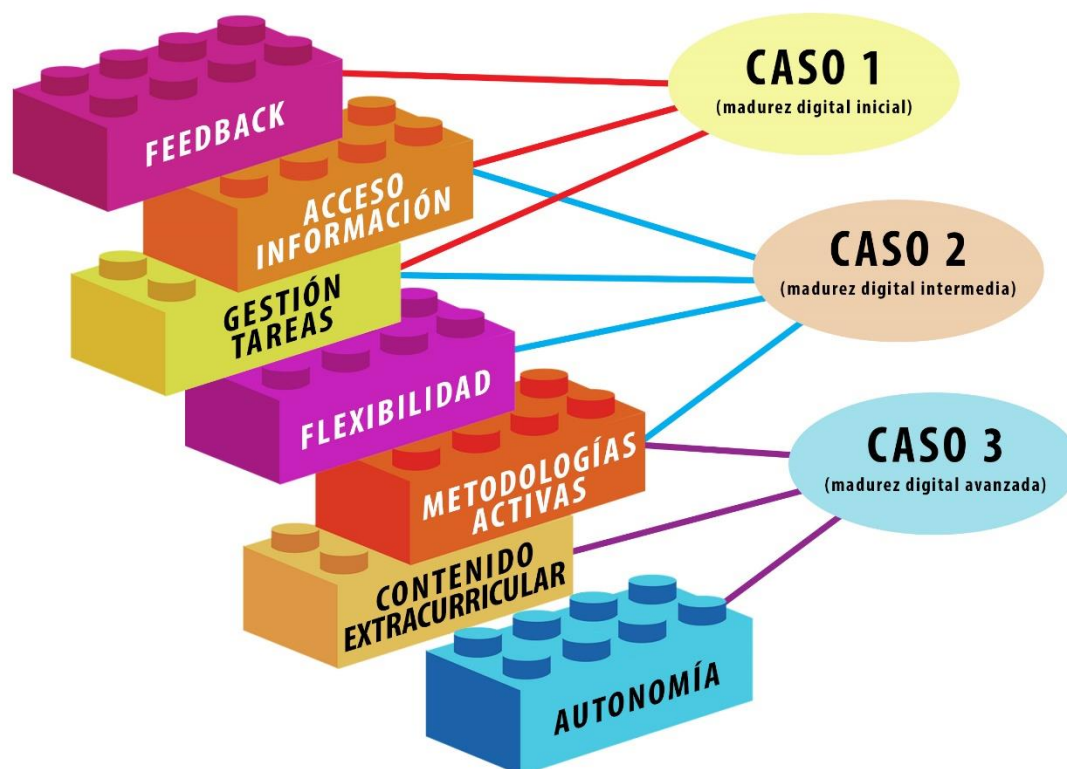 FEEDBACK
ACCESO
INFORMACIÓN
GESTIÓN
TAREAS
FLEXIBILIDAD
METODOLOGÍAS
ACTIVAS
CONTENIDO
EXTRACURRICULAR
AUTONOMÍA
CASO 1
(madurez digital inicial)
CASO 2
(madurez digital intermedia)
CASO 3
(madurez digital avanzada)